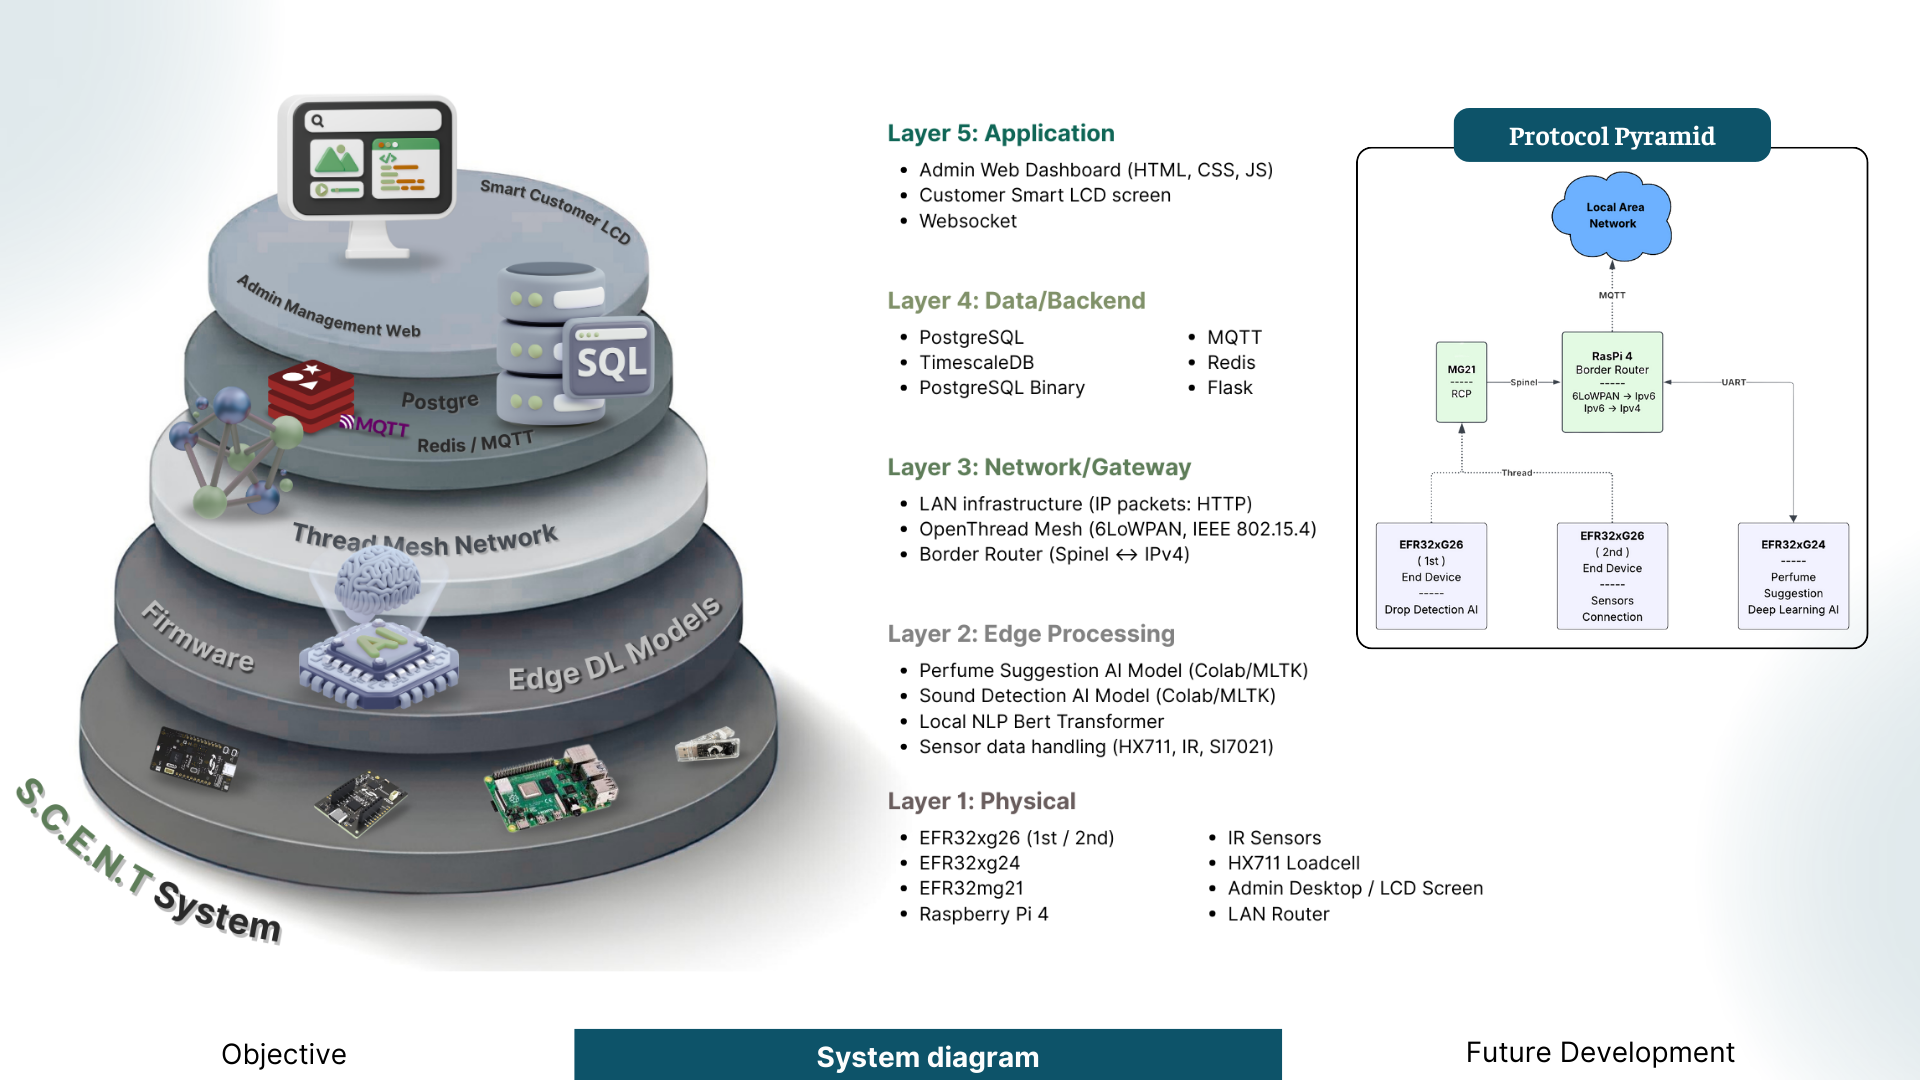 Smart Customer LCD
Admin Management Web
SQL
Postgre
MQTT
Redis / MQTT
Thread Mesh Network
AI
Firmware
Edge DL Models
S.C.E.N.T System
Layer 5: Application
• Admin Web Dashboard (HTML, CSS, JS)
• Customer Smart LCD screen
• Websocket
Layer 4: Data/Backend
• PostgreSQL
• TimescaleDB
• PostgreSQL Binary
• MQTT
• Redis
• Flask
Layer 3: Network/Gateway
• LAN infrastructure (IP packets: HTTP)
• OpenThread Mesh (6LoWPAN, IEEE 802.15.4)
• Border Router (Spinel ↔ IPv4)
Layer 2: Edge Processing
• Perfume Suggestion AI Model (Colab/MLTK)
• Sound Detection AI Model (Colab/MLTK)
• Local NLP Bert Transformer
• Sensor data handling (HX711, IR, SI7021)
Layer 1: Physical
• EFR32xg26 (1st / 2nd)
• EFR32xg24
• EFR32mg21
• Raspberry Pi 4
• IR Sensors
• HX711 Loadcell
• Admin Desktop / LCD Screen
• LAN Router
Protocol Pyramid
Local Area
Network
MQTT
MG21
-----
RCP
Spinel
RasPi 4
Border Router
-----
6LoWPAN → Ipv6
Ipv6 → Ipv4
UART
Thread
EFR32xG26
( 1st )
End Device
-----
Drop Detection AI
EFR32xG26
( 2nd )
End Device
-----
Sensors
Connection
EFR32xG24
-----
Perfume
Suggestion
Deep Learning AI
Objective
System diagram
Future Development